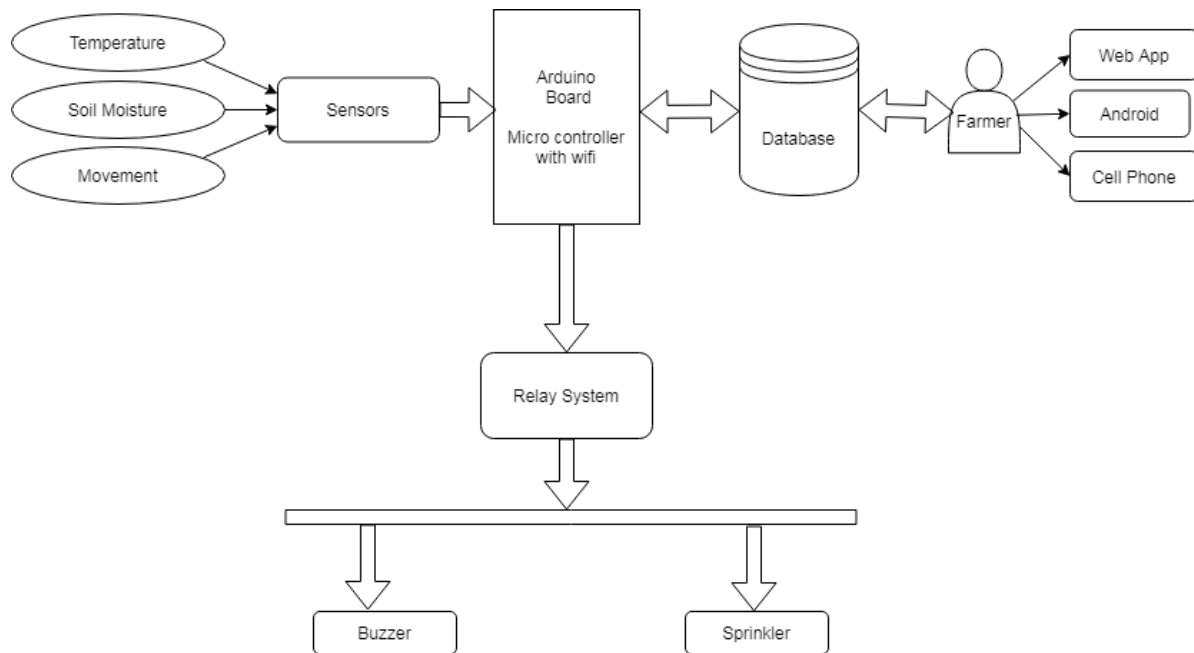 Temperature
Soil Moisture
Movement
Sensors
Arduino
Board
Micro controller
with wifi
Database
Farmer
Web App
Android
Cell Phone
Relay System
Buzzer
Sprinkler